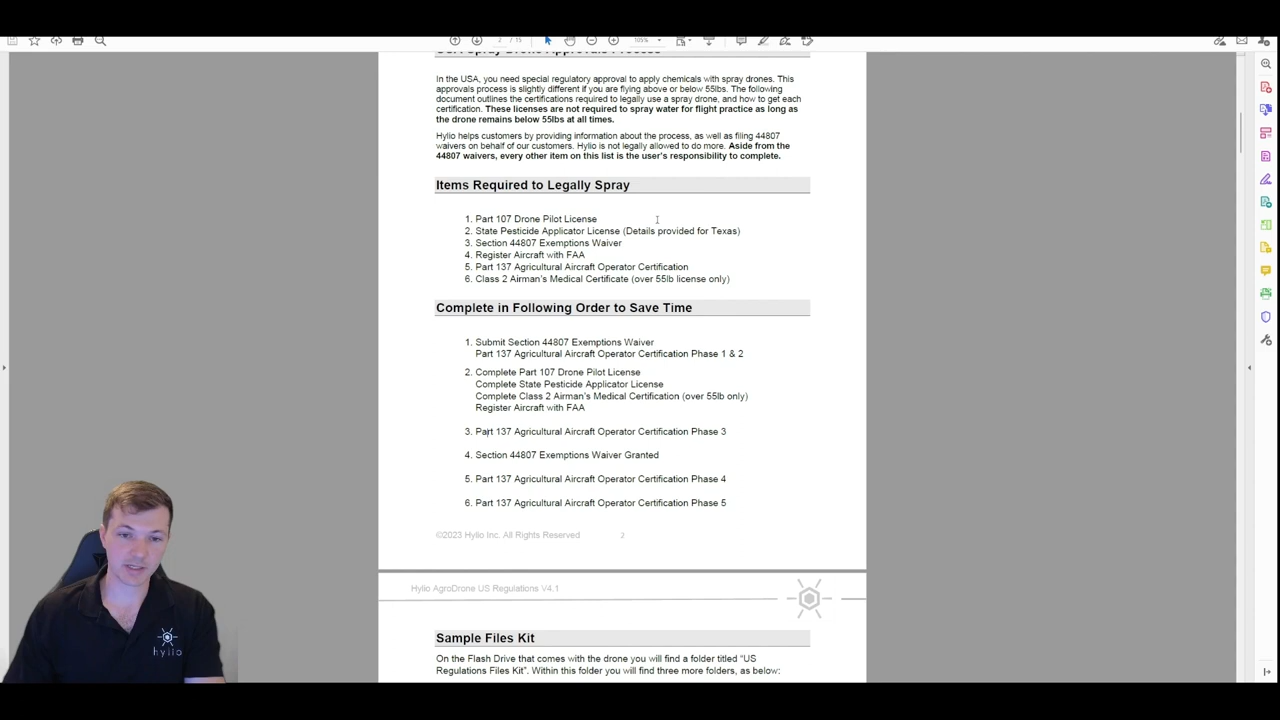 2 / 15
105%
USA Spray Drone Approvals Process
In the USA, you need special regulatory approval to apply chemicals with spray drones. This
approvals process is slightly different if you are flying above or below 55lbs. The following
document outlines the certifications required to legally use a spray drone, and how to get each
certification. These licenses are not required to spray water for flight practice as long as
the drone remains below 55lbs at all times.
Hylio helps customers by providing information about the process, as well as filing 44807
waivers on behalf of our customers. Hylio is not legally allowed to do more. Aside from the
44807 waivers, every other item on this list is the user's responsibility to complete.
Items Required to Legally Spray
1. Part 107 Drone Pilot License
2. State Pesticide Applicator License (Details provided for Texas)
3. Section 44807 Exemptions Waiver
4. Register Aircraft with FAA
5. Part 137 Agricultural Aircraft Operator Certification
6. Class 2 Airman's Medical Certificate (over 55lb license only)
Complete in Following Order to Save Time
1. Submit Section 44807 Exemptions Waiver
Part 137 Agricultural Aircraft Operator Certification Phase 1 & 2
2. Complete Part 107 Drone Pilot License
Complete State Pesticide Applicator License
Complete Class 2 Airman's Medical Certification (over 55lb only)
Register Aircraft with FAA
3. Part 137 Agricultural Aircraft Operator Certification Phase 3
4. Section 44807 Exemptions Waiver Granted
5. Part 137 Agricultural Aircraft Operator Certification Phase 4
6. Part 137 Agricultural Aircraft Operator Certification Phase 5
©2023 Hylio Inc. All Rights Reserved 2
Hylio AgroDrone US Regulations V4.1
Sample Files Kit
On the Flash Drive that comes with the drone you will find a folder titled "US
Regulations Files Kit". Within this folder you will find three more folders, as below:
hylio